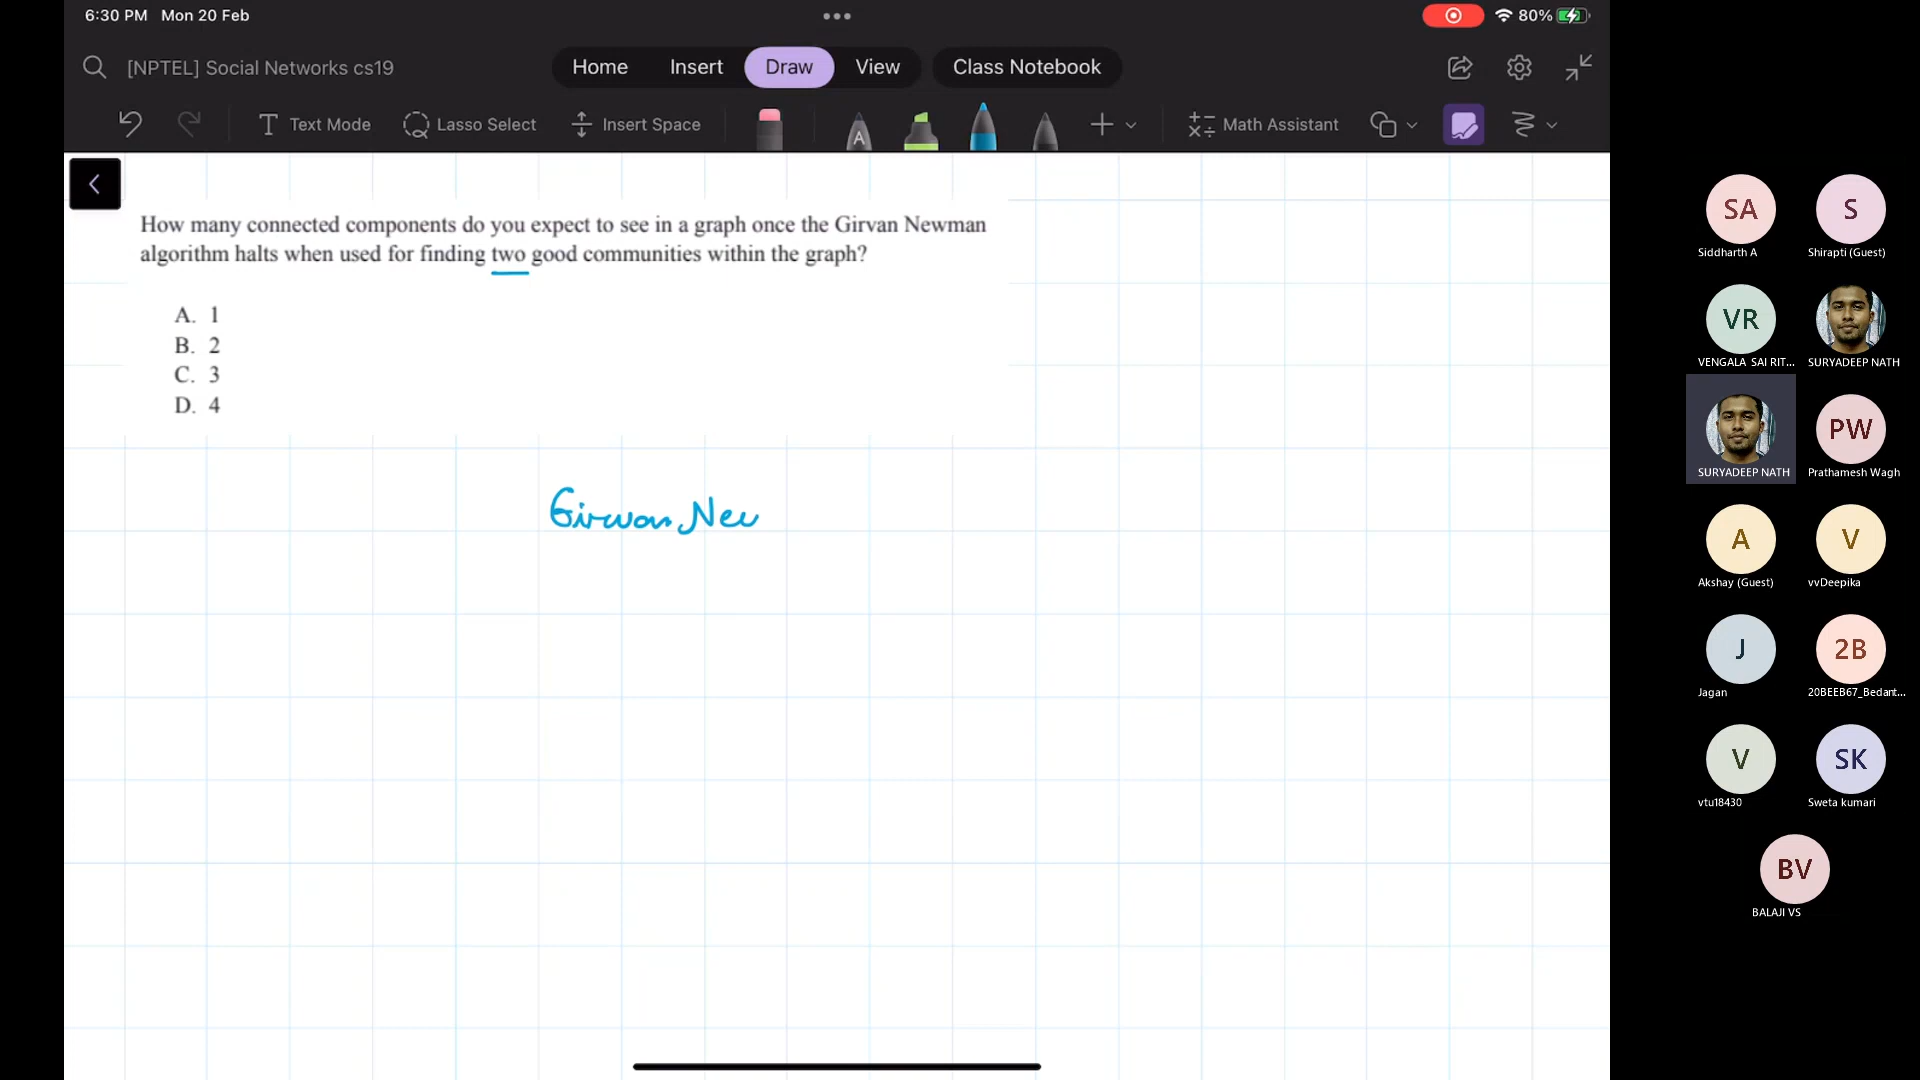 6:30 PM Mon 20 Feb
80%
[NPTEL] Social Networks cs19
Home Insert Draw View Class Notebook
Text Mode Lasso Select Insert Space A Math Assistant
How many connected components do you expect to see in a graph once the Girvan Newman
algorithm halts when used for finding two good communities within the graph?
A. 1
B. 2
C. 3
D. 4
Girvan New
SA S
Siddharth A Shirapti (Guest)
VR
VENGALA SAI RIT... SURYADEEP NATH
PW
SURYADEEP NATH Prathamesh Wagh
A V
Akshay (Guest) vvDeepika
J 2B
Jagan 20BEEB67_Bedant...
V SK
vtu18430 Sweta kumari
BV
BALAJI VS